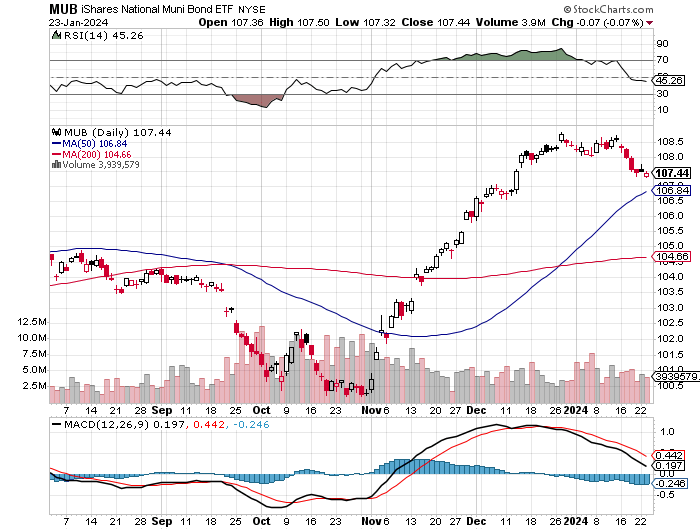 MUB iShares National Muni Bond ETF NYSE © StockCharts.com
23-Jan-2024 Open 107.36 High 107.50 Low 107.32 Close 107.44 Volume 3.9M Chg -0.07 (-0.07%)
RSI(14) 45.26
90
70
50
45.26
30
10
MUB (Daily) 107.44
MA(50) 106.84
MA(200) 104.66
Volume 3,939,579
108.5
108.0
107.44
106.84
106.5
106.0
105.5
105.0
104.66
104.0
103.5
103.0
102.5
102.0
101.5
101.0
100.5
12.5M
10.0M
7.5M
5.0M
2.5M
3939579
7 14 21 28 Sep 11 18 25 Oct 9 16 23 Nov 6 13 20 27 Dec 11 18 26 2024 8 16 22
MACD(12,26,9) 0.197, 0.442, -0.246
1.0
0.442
0.197
0.0
-0.246
-0.5
7 14 21 28 Sep 11 18 25 Oct 9 16 23 Nov 6 13 20 27 Dec 11 18 26 2024 8 16 22